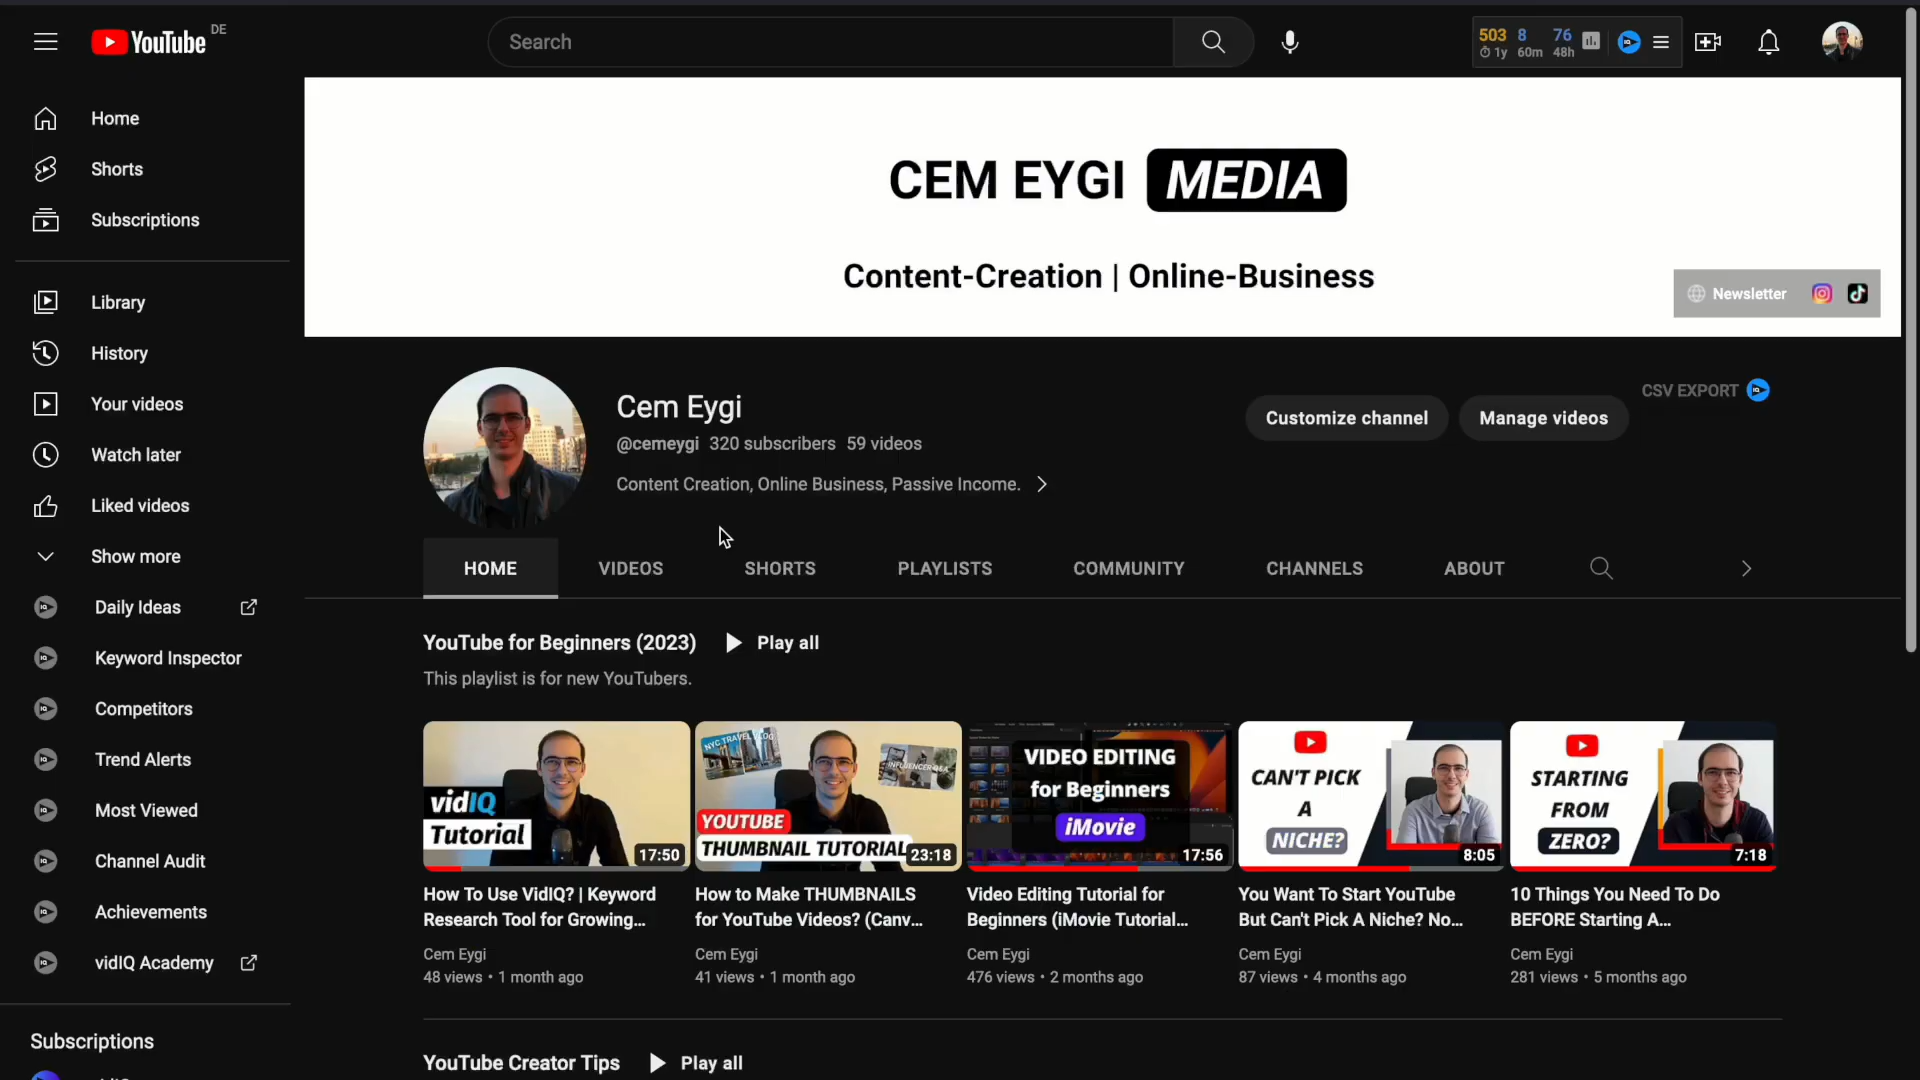 YouTube DE
Search
503 8 76
1y 60m 48h
Home
Shorts
Subscriptions
Library
History
Your videos
Watch later
Liked videos
Show more
Daily Ideas
Keyword Inspector
Competitors
Trend Alerts
Most Viewed
Channel Audit
Achievements
vidIQ Academy
Subscriptions
CEM EYGI MEDIA
Content-Creation | Online-Business
Newsletter
Cem Eygi
@cemeygi 320 subscribers 59 videos
Content Creation, Online Business, Passive Income.
Customize channel
Manage videos
CSV EXPORT
HOME VIDEOS SHORTS PLAYLISTS COMMUNITY CHANNELS ABOUT
YouTube for Beginners (2023) Play all
This playlist is for new YouTubers.
vidIQ
Tutorial
17:50
How To Use VidIQ? | Keyword
Research Tool for Growing...
Cem Eygi
48 views • 1 month ago
NYC TRAVEL VLOG
INFLUENCER Q&A
YOUTUBE
THUMBNAIL TUTORIAL
23:18
How to Make THUMBNAILS
for YouTube Videos? (Canv...
Cem Eygi
41 views • 1 month ago
VIDEO EDITING
for Beginners
iMovie
17:56
Video Editing Tutorial for
Beginners (iMovie Tutorial...
Cem Eygi
476 views • 2 months ago
CAN'T PICK
A
NICHE?
8:05
You Want To Start YouTube
But Can't Pick A Niche? No...
Cem Eygi
87 views • 4 months ago
STARTING
FROM
ZERO?
7:18
10 Things You Need To Do
BEFORE Starting A...
Cem Eygi
281 views • 5 months ago
YouTube Creator Tips Play all